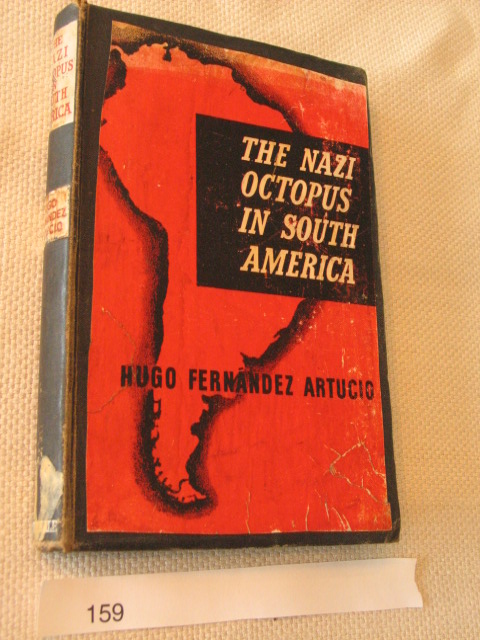 THE NAZI
OCTOPUS
IN SOUTH
AMERICA
HUGO FERNÁNDEZ ARTUCIO
159